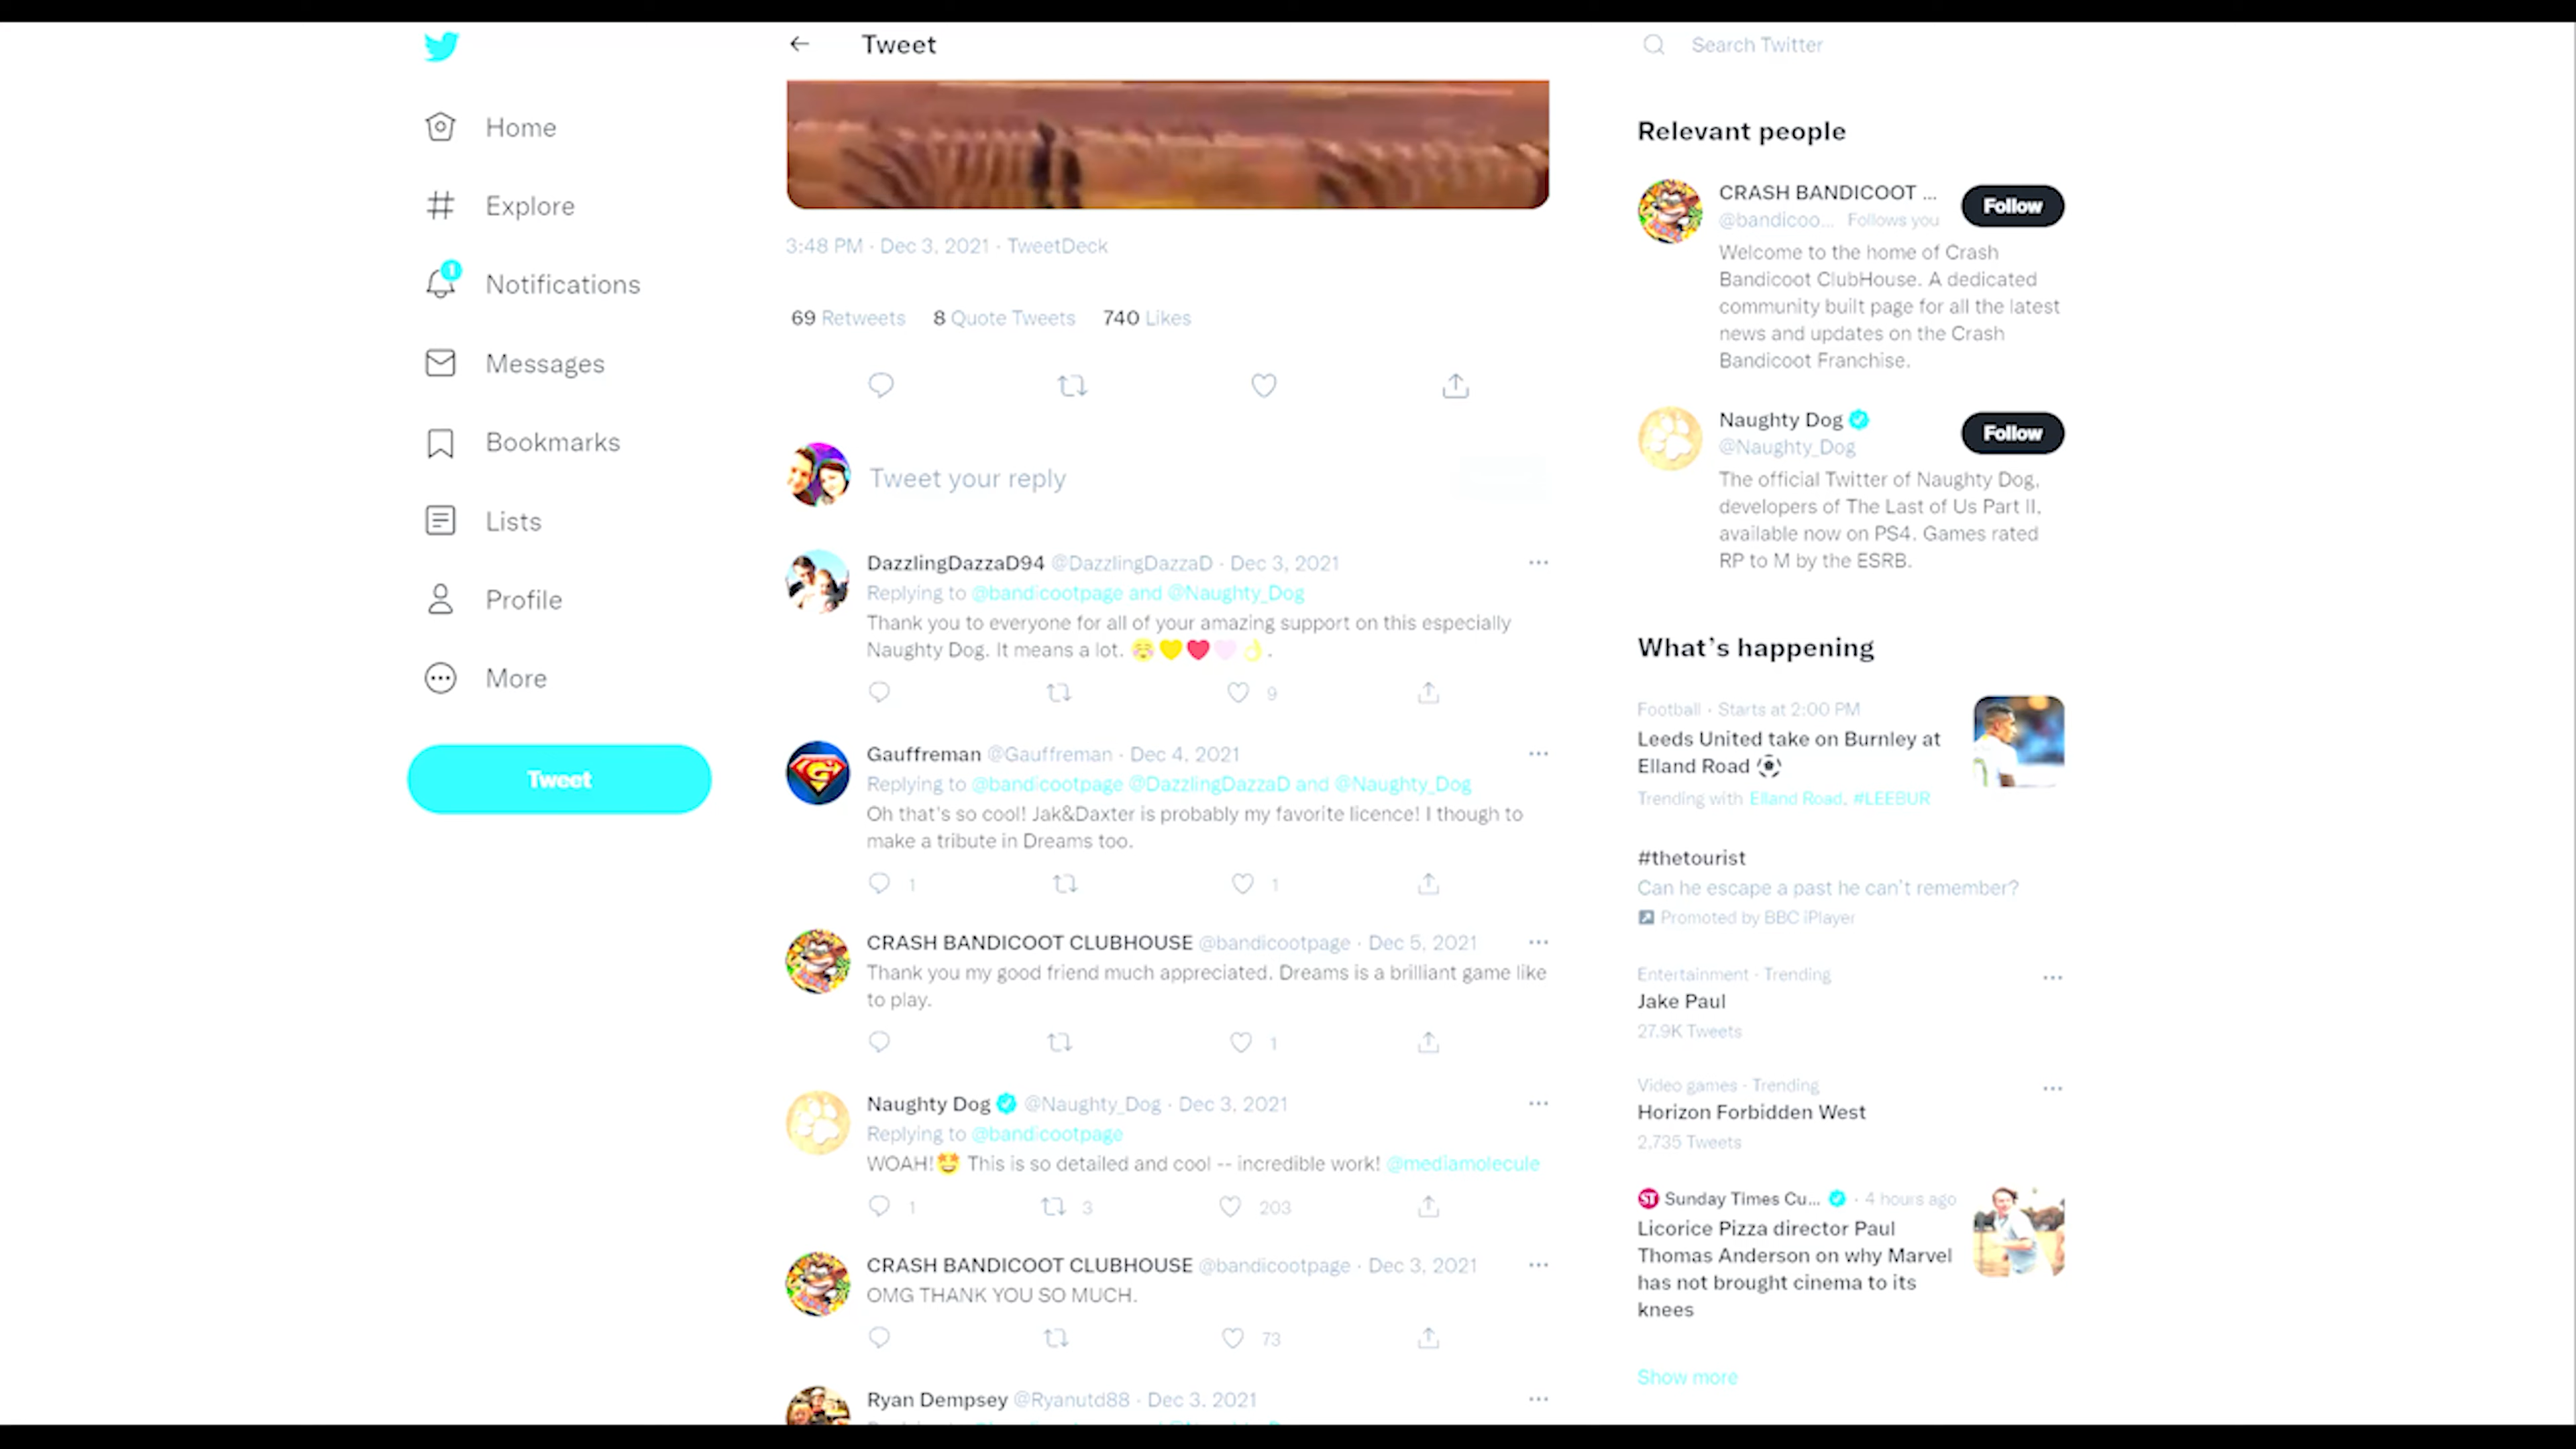 Tweet
Search Twitter
Home
Explore
1
Notifications
Messages
Bookmarks
Lists
Profile
More
Tweet
3:48 PM · Dec 3, 2021 · TweetDeck
69 Retweets 8 Quote Tweets 740 Likes
Tweet your reply
DazzlingDazzaD94 @DazzlingDazzaD · Dec 3, 2021
Replying to @bandicootpage and @Naughty_Dog
Thank you to everyone for all of your amazing support on this especially
Naughty Dog. It means a lot. ☺️💛❤️💜👌.
9
Gauffreman @Gauffreman · Dec 4, 2021
Replying to @bandicootpage @DazzlingDazzaD and @Naughty_Dog
Oh that's so cool! Jak&Daxter is probably my favorite licence! I though to
make a tribute in Dreams too.
1 1
CRASH BANDICOOT CLUBHOUSE @bandicootpage · Dec 5, 2021
Thank you my good friend much appreciated. Dreams is a brilliant game like
to play.
1
Naughty Dog @Naughty_Dog · Dec 3, 2021
Replying to @bandicootpage
WOAH!🤩 This is so detailed and cool -- incredible work! @mediamolecule
1 3 203
CRASH BANDICOOT CLUBHOUSE @bandicootpage · Dec 3, 2021
OMG THANK YOU SO MUCH.
73
Ryan Dempsey @Ryanutd88 · Dec 3, 2021
Relevant people
CRASH BANDICOOT ...
Follow
@bandicoo... Follows you
Welcome to the home of Crash
Bandicoot ClubHouse. A dedicated
community built page for all the latest
news and updates on the Crash
Bandicoot Franchise.
Naughty Dog
Follow
@Naughty_Dog
The official Twitter of Naughty Dog,
developers of The Last of Us Part II,
available now on PS4. Games rated
RP to M by the ESRB.
What's happening
Football · Starts at 2:00 PM
Leeds United take on Burnley at
Elland Road ⚽
Trending with Elland Road, #LEEBUR
#thetourist
Can he escape a past he can't remember?
Promoted by BBC iPlayer
Entertainment · Trending
Jake Paul
27.9K Tweets
Video games · Trending
Horizon Forbidden West
2,735 Tweets
ST Sunday Times Cu... · 4 hours ago
Licorice Pizza director Paul
Thomas Anderson on why Marvel
has not brought cinema to its
knees
Show more